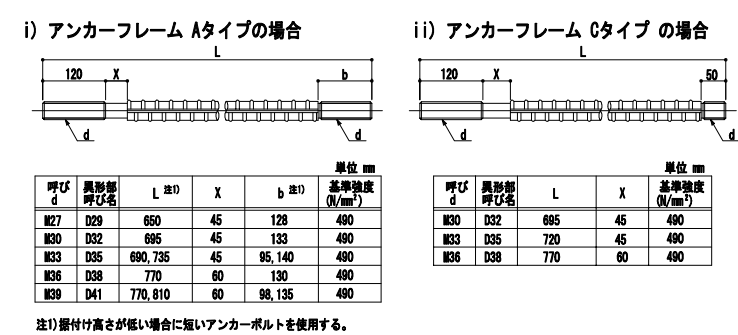 i) アンカーフレーム Aタイプの場合
L
120 X b
d d
単位 mm
呼び d 異形部 呼び名 L 注1) X b 注1) 基準強度 (N/mm²)
M27 D29 650 45 128 490
M30 D32 695 45 133 490
M33 D35 690,735 45 95,140 490
M36 D38 770 60 130 490
M39 D41 770,810 60 98,135 490
注1)据付け高さが低い場合に短いアンカーボルトを使用する。
ii) アンカーフレーム Cタイプ の場合
L
120 X 50
d d
単位 mm
呼び d 異形部 呼び名 L X 基準強度 (N/mm²)
M30 D32 695 45 490
M33 D35 720 45 490
M36 D38 770 60 490